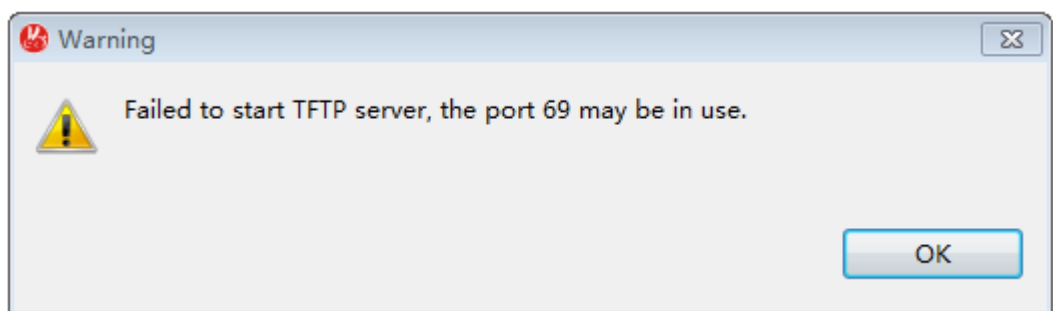 Warning
Failed to start TFTP server, the port 69 may be in use.
OK